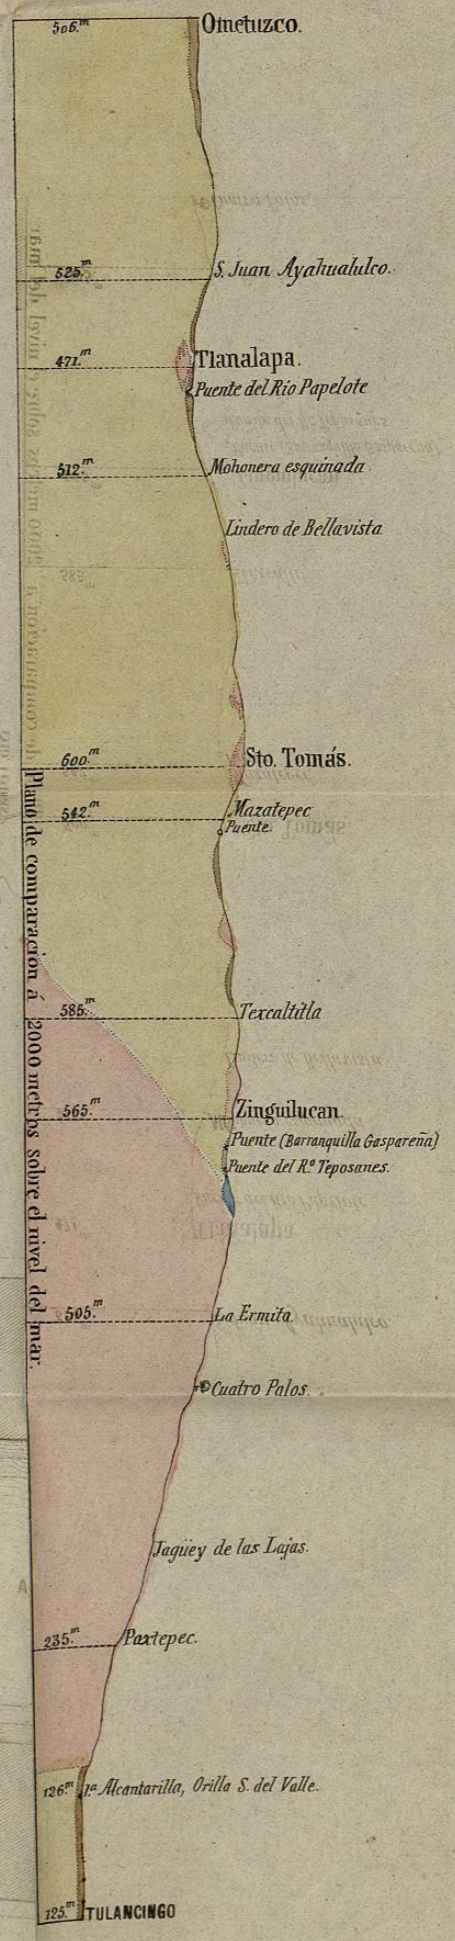 506.m Ometuzco.
525.m S. Juan Ayahualulco.
471.m Tlanalapa.
Puente del Río Papelote
512.m Mohonera esquinada
Lindero de Bellavista
600.m Sto. Tomás.
542.m Mazatepec
Puente.
Plano de comparación á 2000 metros sobre el nivel del mar.
585.m Texcaltitla
565.m Zinguilucan.
Puente (Barranquilla Gaspareña)
Puente del R.o Teposanes.
505.m La Ermita.
Cuatro Palos.
Jagüey de las Lajas.
235.m Paxtepec.
126.m 1.a Alcantarilla, Orilla S. del Valle.
125.m TULANCINGO